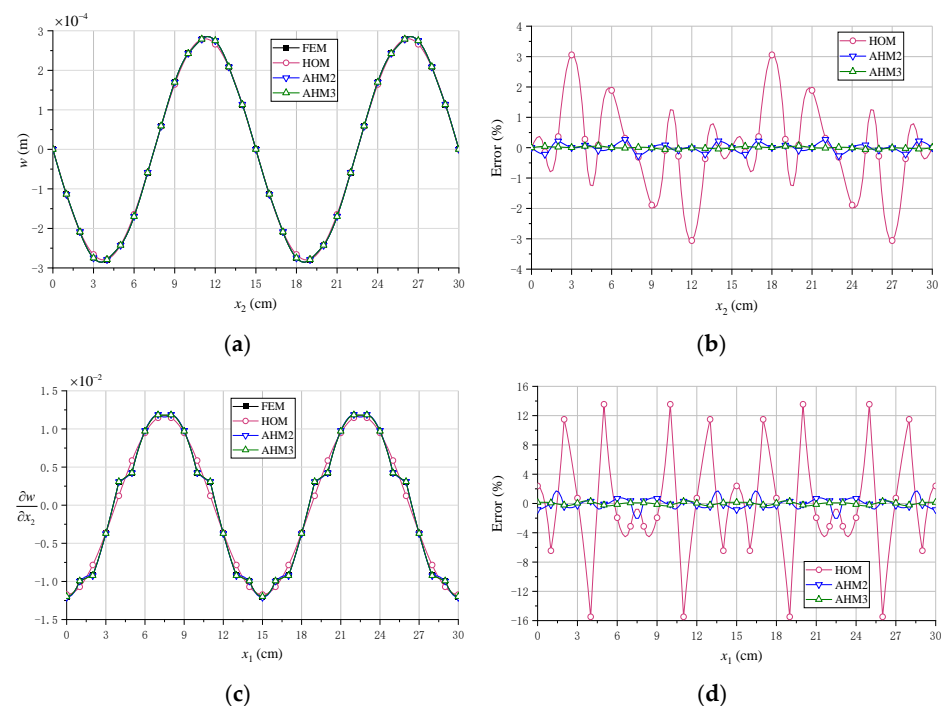 ×10⁻⁴
3
2
1
0
−1
−2
−3
w (m)
FEM
HOM
AHM2
AHM3
0 3 6 9 12 15 18 21 24 27 30
x₂ (cm)
(a)
4
3
2
1
0
−1
−2
−3
−4
Error (%)
HOM
AHM2
AHM3
0 3 6 9 12 15 18 21 24 27 30
x₂ (cm)
(b)
×10⁻²
1.5
1.0
0.5
0.0
−0.5
−1.0
−1.5
∂w
∂x₂
FEM
HOM
AHM2
AHM3
0 3 6 9 12 15 18 21 24 27 30
x₁ (cm)
(c)
16
12
8
4
0
−4
−8
−12
−16
Error (%)
HOM
AHM2
AHM3
0 3 6 9 12 15 18 21 24 27 30
x₁ (cm)
(d)